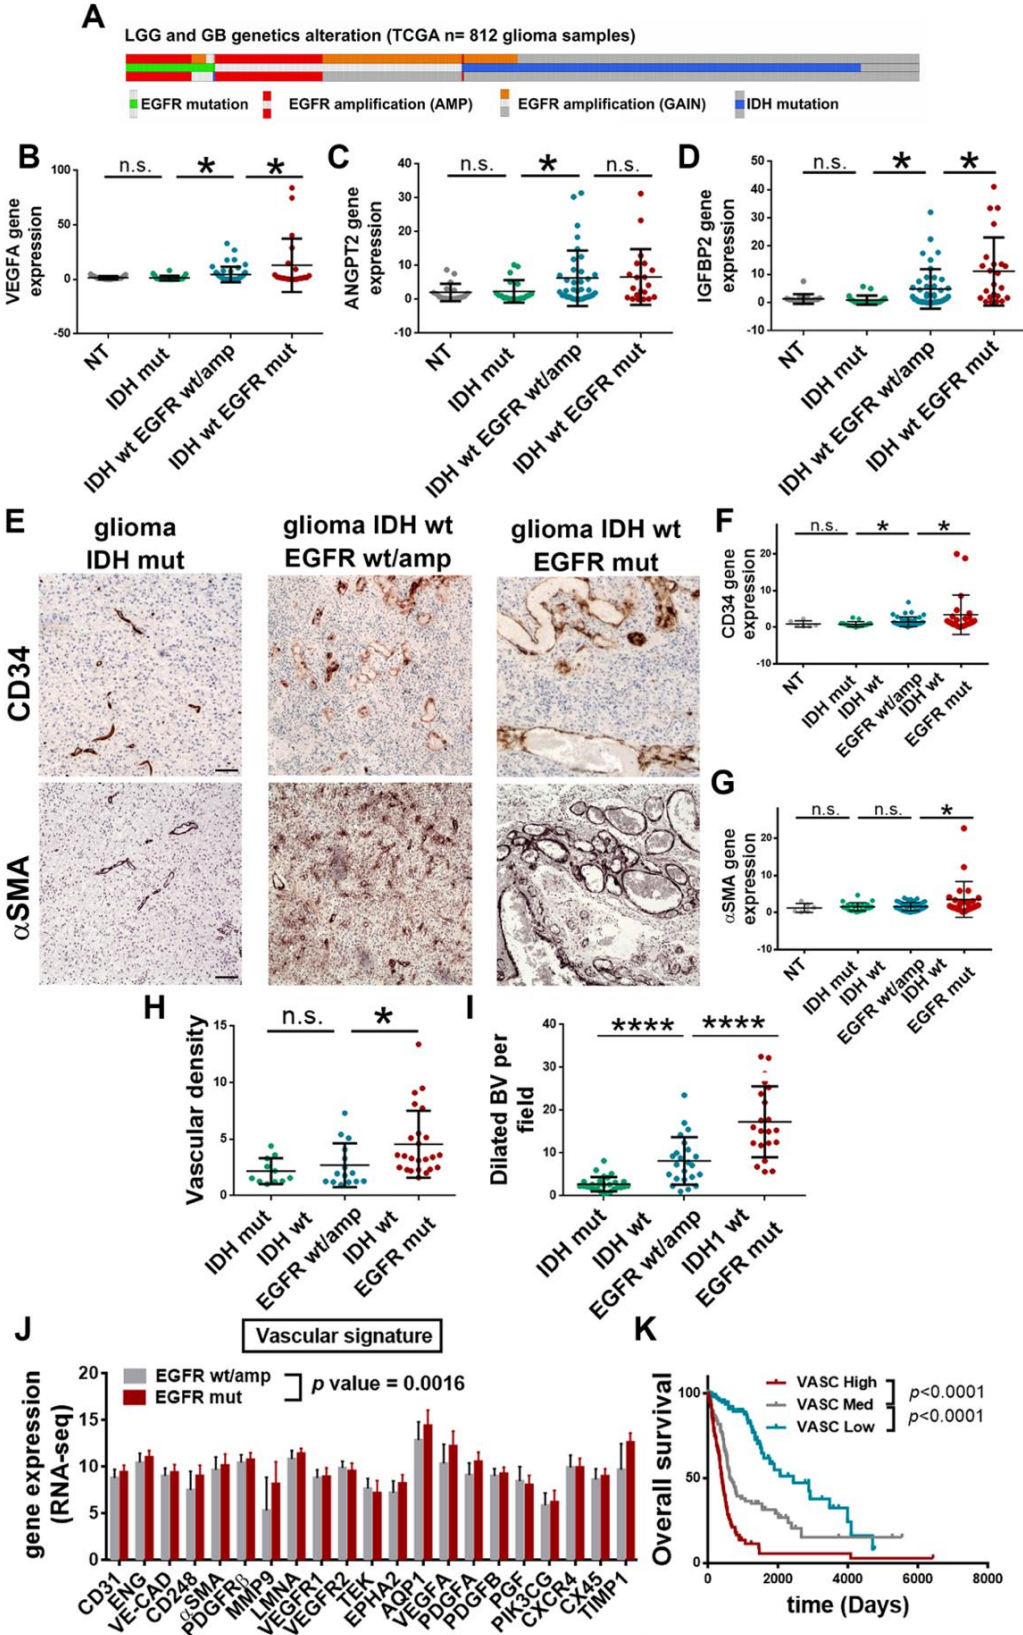 A
LGG and GB genetics alteration (TCGA n= 812 glioma samples)
EGFR mutation
EGFR amplification (AMP)
EGFR amplification (GAIN)
IDH mutation
B
VEGFA gene
expression
100
50
0
-50
n.s.
*
*
NT
IDH mut
IDH wt EGFR wt/amp
IDH wt EGFR mut
C
ANGPT2 gene
expression
40
30
20
10
0
-10
n.s.
*
n.s.
NT
IDH mut
IDH wt EGFR wt/amp
IDH wt EGFR mut
D
IGFBP2 gene
expression
50
40
30
20
10
0
-10
n.s.
*
*
NT
IDH mut
IDH wt EGFR wt/amp
IDH wt EGFR mut
E
glioma
IDH mut
glioma IDH wt
EGFR wt/amp
glioma IDH wt
EGFR mut
CD34
αSMA
F
CD34 gene
expression
20
10
0
-10
n.s.
*
*
NT
IDH mut
IDH wt
EGFR wt/amp
IDH wt
EGFR mut
G
αSMA gene
expression
20
10
0
-10
n.s.
n.s.
*
NT
IDH mut
IDH wt
EGFR wt/amp
IDH wt
EGFR mut
H
Vascular density
15
10
5
0
n.s.
*
IDH mut
IDH wt
EGFR wt/amp
IDH wt
EGFR mut
I
Dilated BV per
field
40
30
20
10
0
****
****
IDH mut
IDH wt
EGFR wt/amp
IDH1 wt
EGFR mut
J
Vascular signature
gene expression
(RNA-seq)
20
15
10
5
0
EGFR wt/amp
EGFR mut
p value = 0.0016
CD31
ENG
VE-CAD
CD248
αSMA
PDGFRβ
MMP9
LMNA
VEGFR1
VEGFR2
TEK
EPHA2
AQP1
VEGFA
PDGFA
PDGFB
PGF
PIK3CG
CXCR4
CX45
TIMP1
K
Overall survival
100
50
0
VASC High
VASC Med
VASC Low
p<0.0001
p<0.0001
0
2000
4000
6000
8000
time (Days)